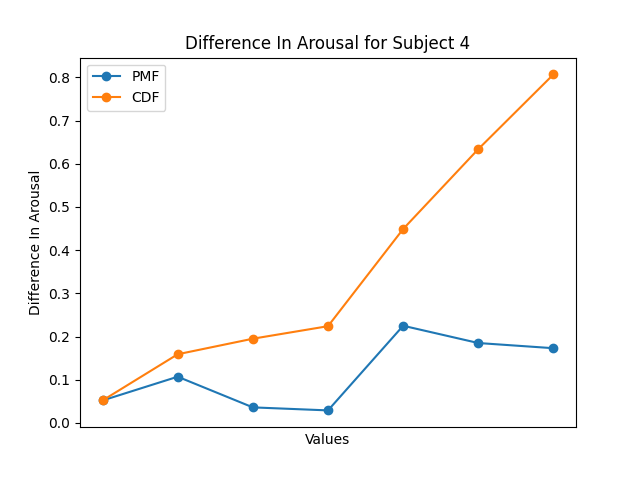 Difference In Arousal for Subject 4
PMF
CDF
0.8
0.7
0.6
0.5
0.4
0.3
0.2
0.1
0.0
Difference In Arousal
Values